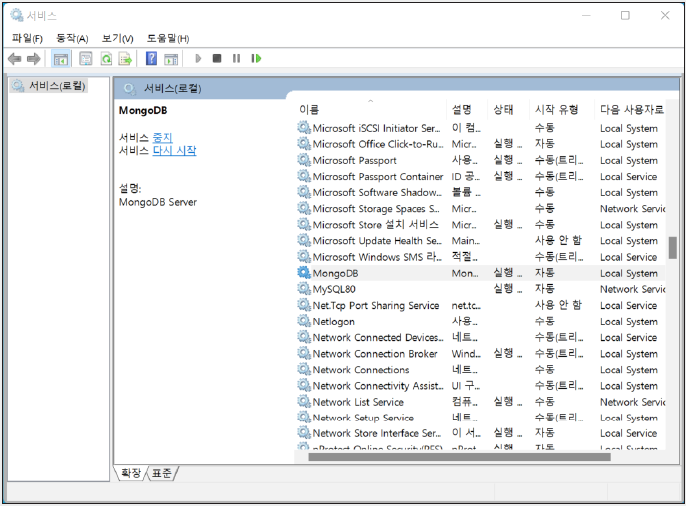 서비스
파일(F) 동작(A) 보기(V) 도움말(H)
서비스(로컬)
서비스(로컬)
MongoDB
서비스 중지
서비스 다시 시작
설명:
MongoDB Server
이름 설명 상태 시작 유형 다음 사용자로
Microsoft iSCSI Initiator Ser... 이 컴... 수동 Local System
Microsoft Office Click-to-Ru... Micr... 실행 ... 자동 Local System
Microsoft Passport 사용... 실행 ... 수동(트리... Local System
Microsoft Passport Container ID 공... 실행 ... 수동(트리... Local Service
Microsoft Software Shadow... 볼륨 ... 수동 Local System
Microsoft Storage Spaces S... Micr... 수동 Network Servic
Microsoft Store 설치 서비스 Micr... 실행 ... 수동 Local System
Microsoft Update Health Se... Main... 사용 안 함 Local System
Microsoft Windows SMS 라... 적절... 수동(트리... Local Service
MongoDB Mon... 실행 ... 자동 Local System
MySQL80 실행 ... 자동 Network Servic
Net.Tcp Port Sharing Service net.tc... 사용 안 함 Local Service
Netlogon 사용... 수동 Local System
Network Connected Devices... 네트... 수동(트리... Local Service
Network Connection Broker Wind... 실행 ... 수동(트리... Local System
Network Connections 네트... 수동 Local System
Network Connectivity Assist... UI 구... 수동(트리... Local System
Network List Service 컴퓨... 실행 ... 수동 Network Servic
Network Setup Service 네트... 수동(트리... Local System
Network Store Interface Ser... 이 서... 실행 ... 자동 Local Service
nProtect Online Security(PFS) nProt... 실행 ... 자동 Local System
확장 표준